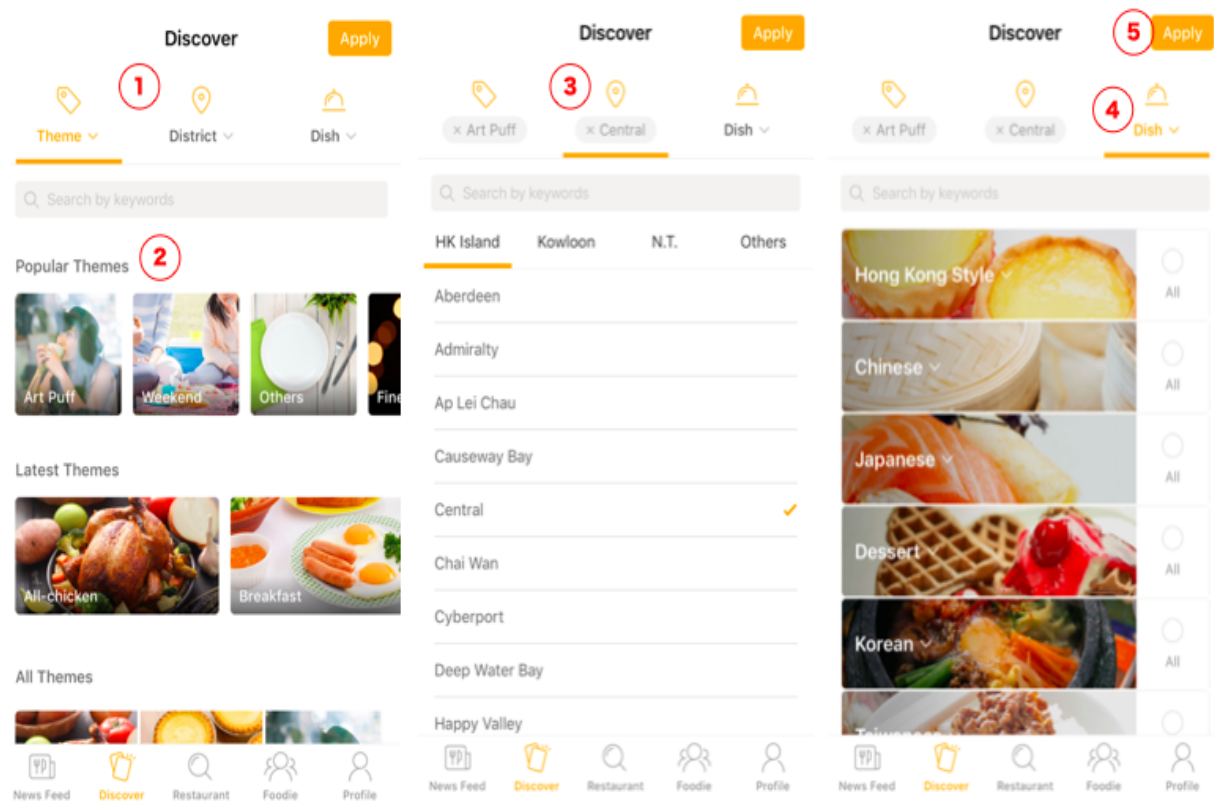 Discover
Apply
1
Theme
District
Dish
Search by keywords
Popular Themes
2
Art Puff
Weekend
Others
Fine
Latest Themes
All-chicken
Breakfast
All Themes
News Feed
Discover
Restaurant
Foodie
Profile
Discover
Apply
3
× Art Puff
× Central
Dish
Search by keywords
HK Island
Kowloon
N.T.
Others
Aberdeen
Admiralty
Ap Lei Chau
Causeway Bay
Central
Chai Wan
Cyberport
Deep Water Bay
Happy Valley
News Feed
Discover
Restaurant
Foodie
Profile
Discover
5
Apply
4
× Art Puff
× Central
Dish
Search by keywords
Hong Kong Style
All
Chinese
All
Japanese
All
Dessert
All
Korean
All
Taiwanese
News Feed
Discover
Restaurant
Foodie
Profile